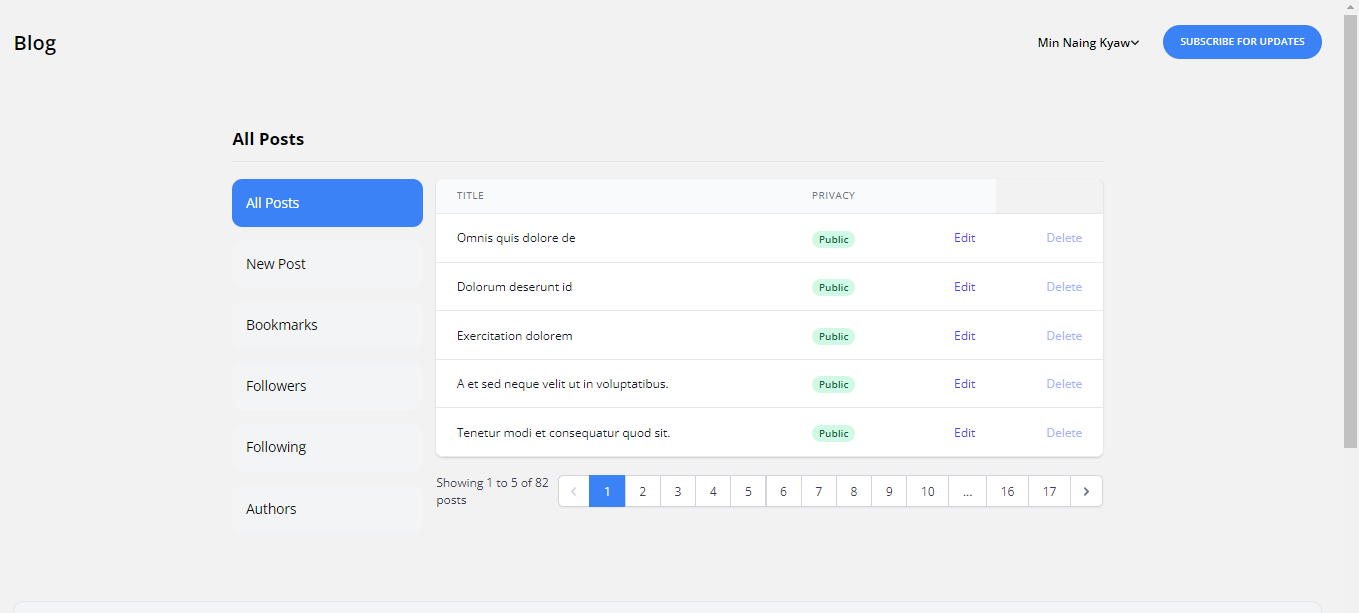 Blog
Min Naing Kyaw
SUBSCRIBE FOR UPDATES
All Posts
All Posts
New Post
Bookmarks
Followers
Following
Authors
TITLE PRIVACY
Omnis quis dolore de Public Edit Delete
Dolorum deserunt id Public Edit Delete
Exercitation dolorem Public Edit Delete
A et sed neque velit ut in voluptatibus. Public Edit Delete
Tenetur modi et consequatur quod sit. Public Edit Delete
Showing 1 to 5 of 82
posts
1 2 3 4 5 6 7 8 9 10 ... 16 17